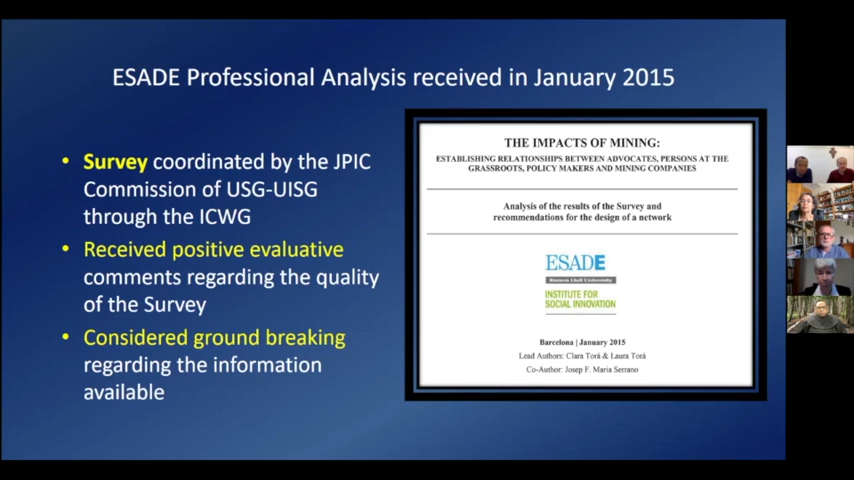 ESADE Professional Analysis received in January 2015
• Survey coordinated by the JPIC
Commission of USG-UISG
through the ICWG
• Received positive evaluative
comments regarding the quality
of the Survey
• Considered ground breaking
regarding the information
available
THE IMPACTS OF MINING:
ESTABLISHING RELATIONSHIPS BETWEEN ADVOCATES, PERSONS AT THE
GRASSROOTS, POLICY MAKERS AND MINING COMPANIES
Analysis of the results of the Survey and
recommendations for the design of a network
ESADE
Ramon Llull University
INSTITUTE FOR
SOCIAL INNOVATION
Barcelona | January 2015
Lead Authors: Clara Torá & Laura Torá
Co-Author: Josep F. Maria Serrano